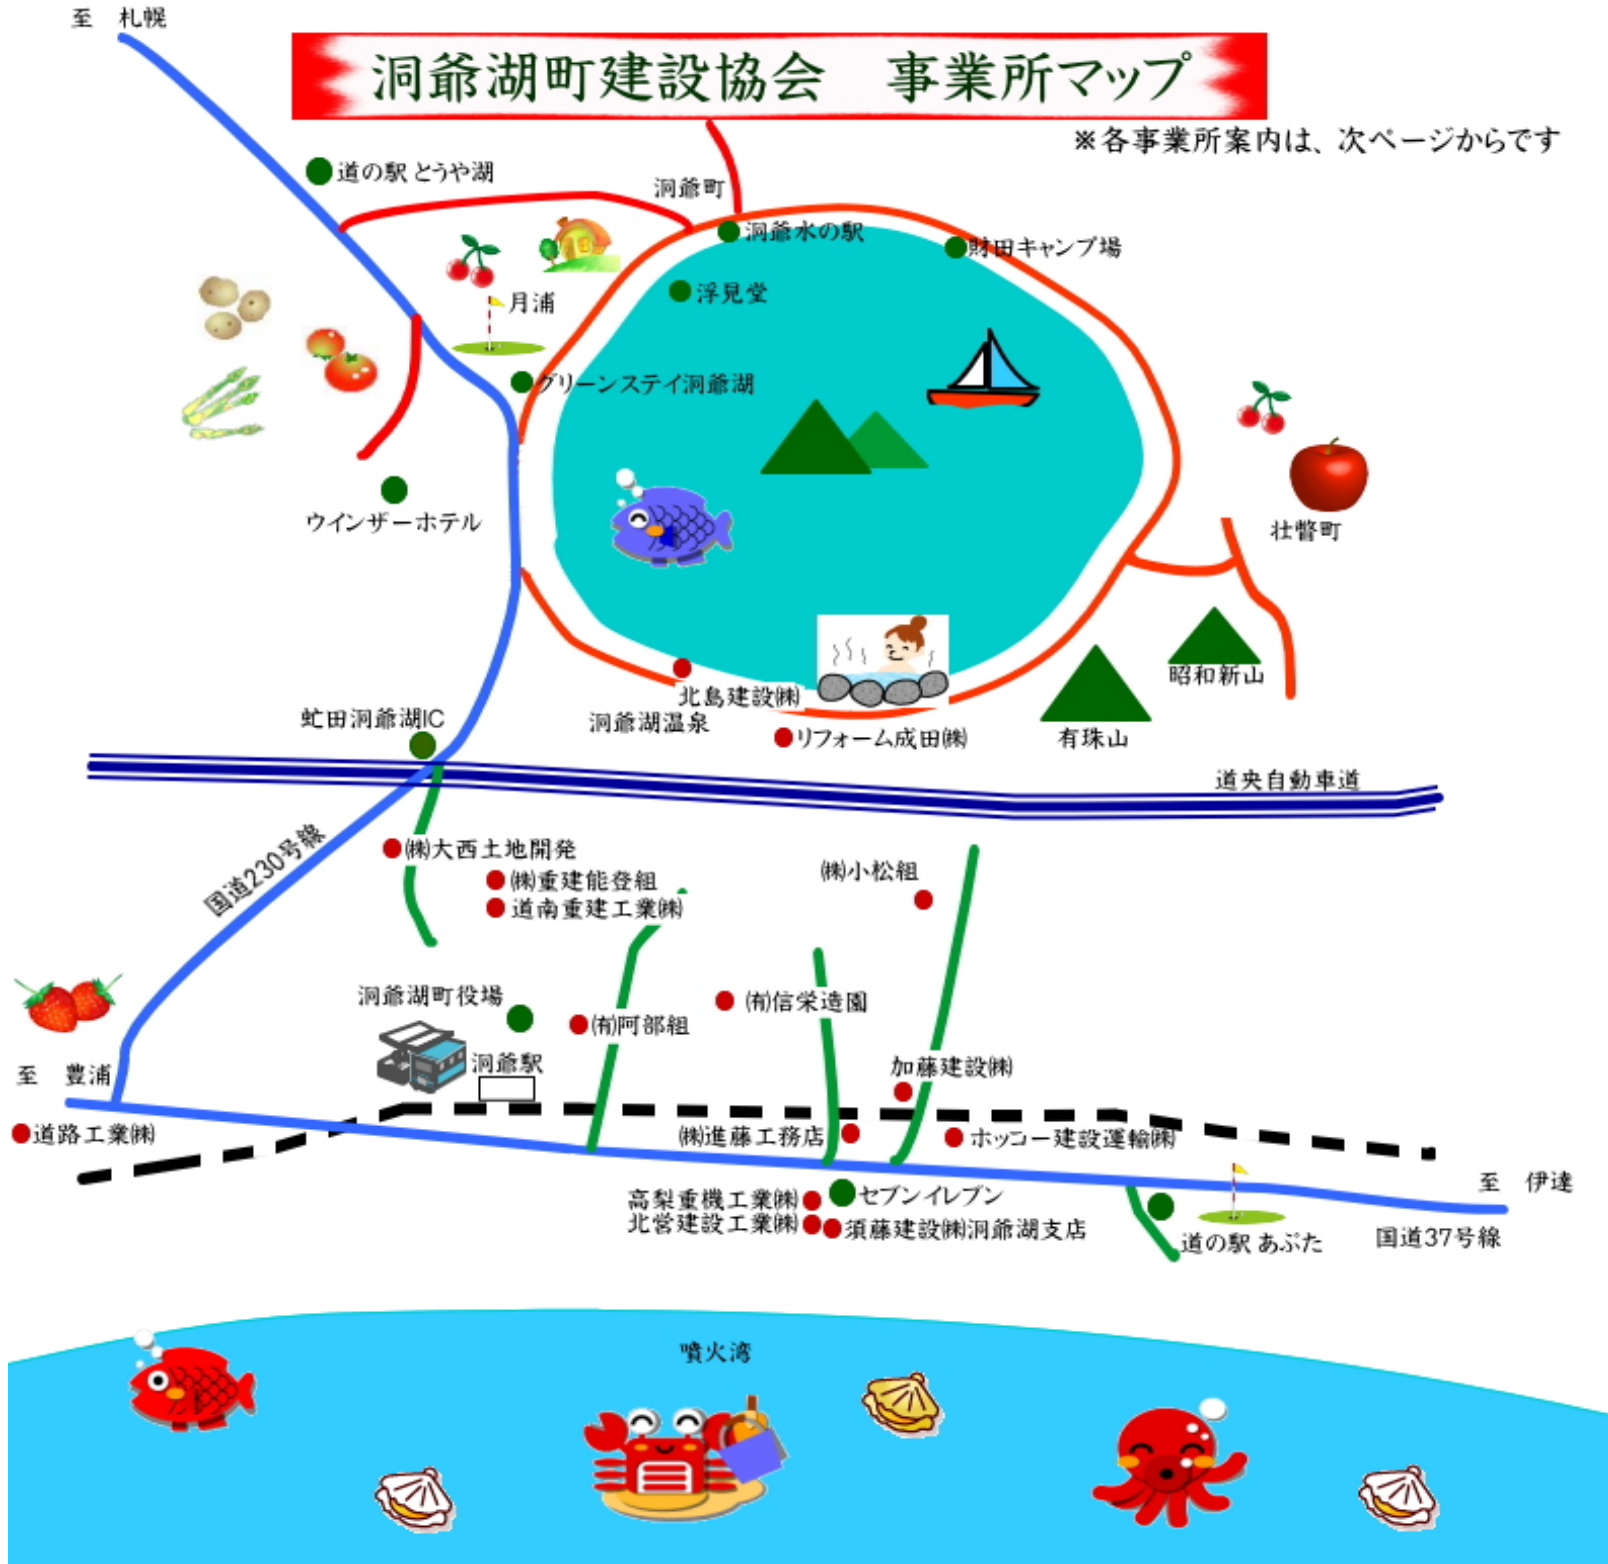 至　札幌
洞爺湖町建設協会　事業所マップ
※各事業所案内は、次ページからです
道の駅 とうや湖
洞爺町
洞爺水の駅
財田キャンプ場
浮見堂
月浦
グリーンステイ洞爺湖
ウインザーホテル
壮瞥町
昭和新山
有珠山
北島建設㈱
洞爺湖温泉
リフォーム成田㈱
虻田洞爺湖IC
道央自動車道
国道230号線
㈱大西土地開発
㈱重建能登組
道南重建工業㈱
㈱小松組
洞爺湖町役場
㈲信栄造園
㈲阿部組
洞爺駅
加藤建設㈱
至　豊浦
道路工業㈱
㈱進藤工務店
ホッコー建設運輸㈱
至　伊達
高梨重機工業㈱
セブンイレブン
北営建設工業㈱
須藤建設㈱洞爺湖支店
道の駅 あぷた
国道37号線
噴火湾